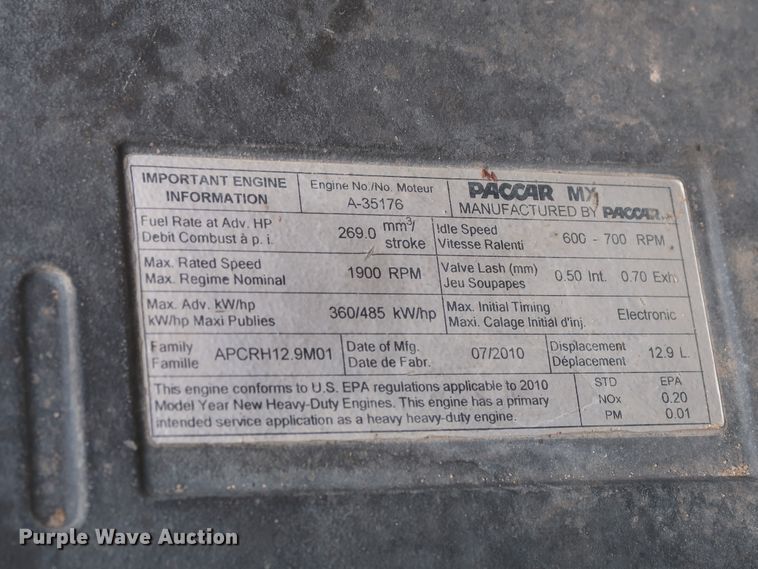 IMPORTANT ENGINE
INFORMATION
Engine No./No. Moteur
A-35176
PACCAR MX
MANUFACTURED BY PACCAR
Fuel Rate at Adv. HP
Debit Combust à p. i.
269.0 mm³/
stroke
Idle Speed
Vitesse Ralenti
600 - 700 RPM
Max. Rated Speed
Max. Regime Nominal
1900 RPM
Valve Lash (mm)
Jeu Soupapes
0.50 Int. 0.70 Exh
Max. Adv. kW/hp
kW/hp Maxi Publies
360/485 kW/hp
Max. Initial Timing
Maxi. Calage Initial d'inj.
Electronic
Family
Famille
APCRH12.9M01
Date of Mfg.
Date de Fabr.
07/2010
Displacement
Déplacement
12.9 L.
This engine conforms to U.S. EPA regulations applicable to 2010
Model Year New Heavy-Duty Engines. This engine has a primary
intended service application as a heavy heavy-duty engine.
STD EPA
NOx 0.20
PM 0.01
Purple Wave Auction